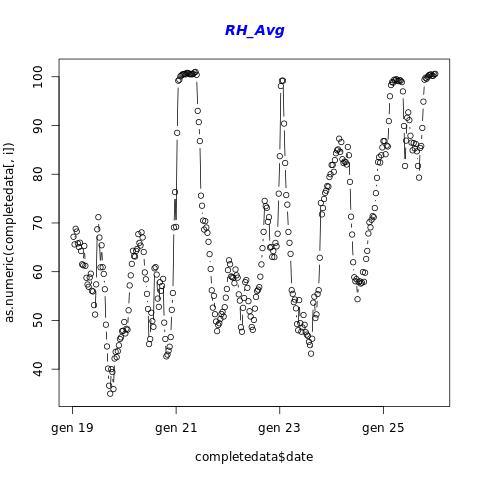 RH_Avg
as.numeric(completedata[, i])
100
90
80
70
60
50
40
gen 19
gen 21
gen 23
gen 25
completedata$date